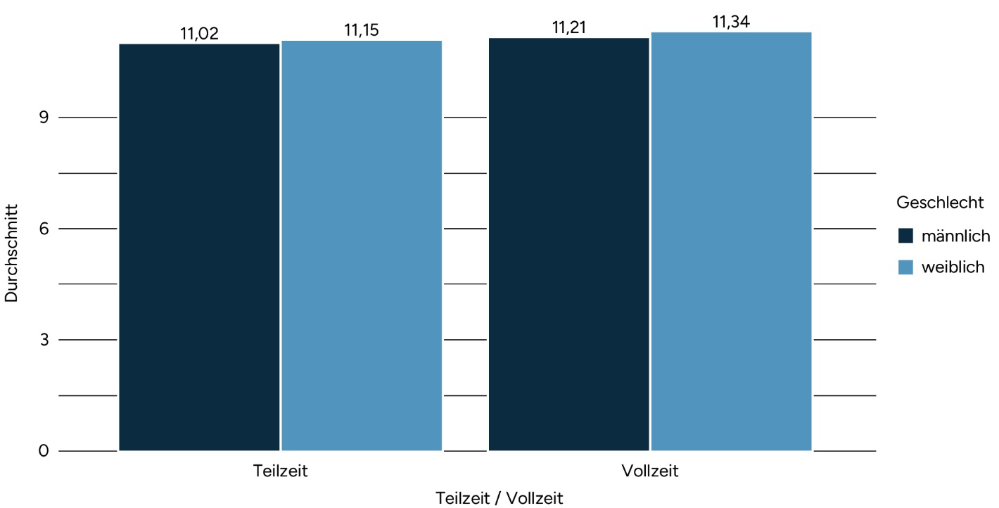 11,02
11,15
11,21
11,34
9
6
3
0
Durchschnitt
Teilzeit
Vollzeit
Teilzeit / Vollzeit
Geschlecht
männlich
weiblich